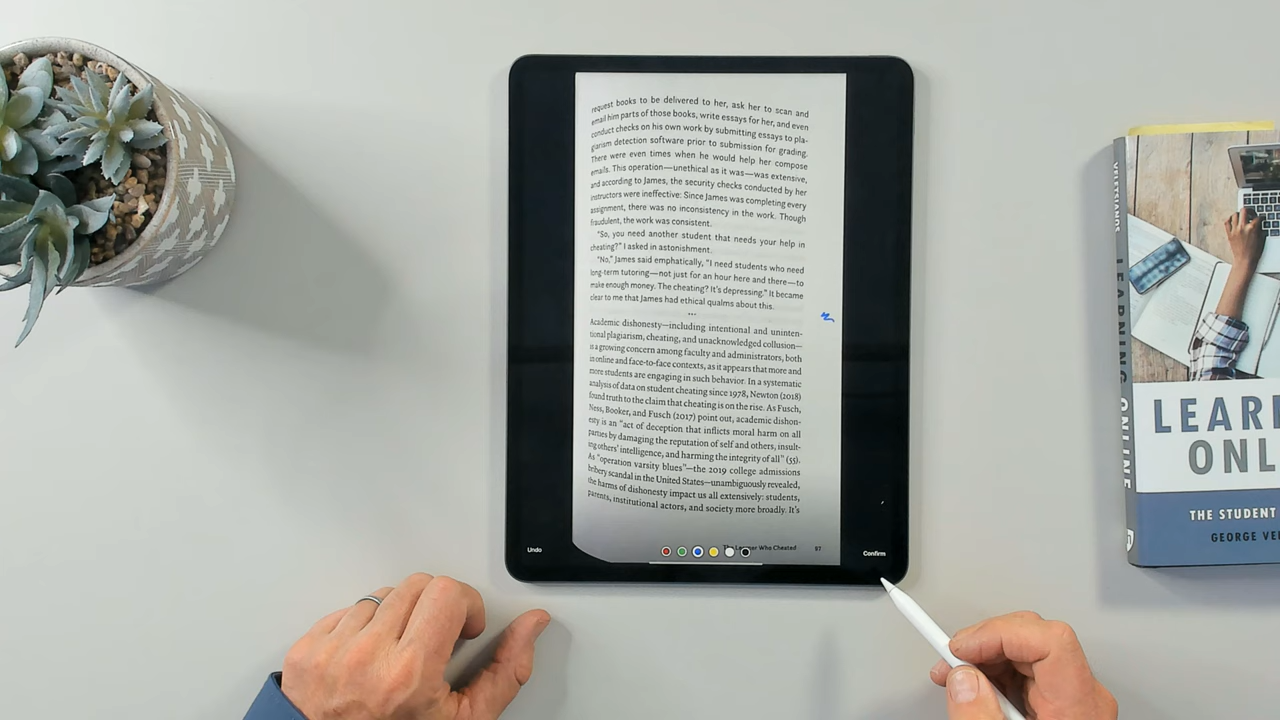 request books to be delivered to her, ask her to scan and
email him parts of those books, write essays for her, and even
conduct checks on his own work by submitting essays to pla-
giarism detection software prior to submission for grading.
There were even times when he would help her compose
emails. This operation—unethical as it was—was extensive,
and according to James, the security checks conducted by her
instructors were ineffective: Since James was completing every
assignment, there was no inconsistency in the work. Though
fraudulent, the work was consistent.
“So, you need another student that needs your help in
cheating?” I asked in astonishment.
“No,” James said emphatically, “I need students who need
long-term tutoring—not just for an hour here and there—to
make enough money. The cheating? It’s depressing.” It became
clear to me that James had ethical qualms about this.
•••
Academic dishonesty—including intentional and uninten-
tional plagiarism, cheating, and unacknowledged collusion—
is a growing concern among faculty and administrators, both
in online and face-to-face contexts, as it appears that more and
more students are engaging in such behavior. In a systematic
analysis of data on student cheating since 1978, Newton (2018)
found truth to the claim that cheating is on the rise. As Fusch,
Ness, Booker, and Fusch (2017) point out, academic dishon-
esty is an “act of deception that inflicts moral harm on all
parties by damaging the reputation of self and others, insult-
ing others’ intelligence, and harming the integrity of all” (55).
As “operation varsity blues”—the 2019 college admissions
bribery scandal in the United States—unambiguously revealed,
the harms of dishonesty impact us all extensively: students,
parents, institutional actors, and society more broadly. It’s
The Learner Who Cheated 97
Undo
Confirm
VELETSIANOS LEARNING ONLINE
LEAR
ONL
THE STUDENT
GEORGE VE